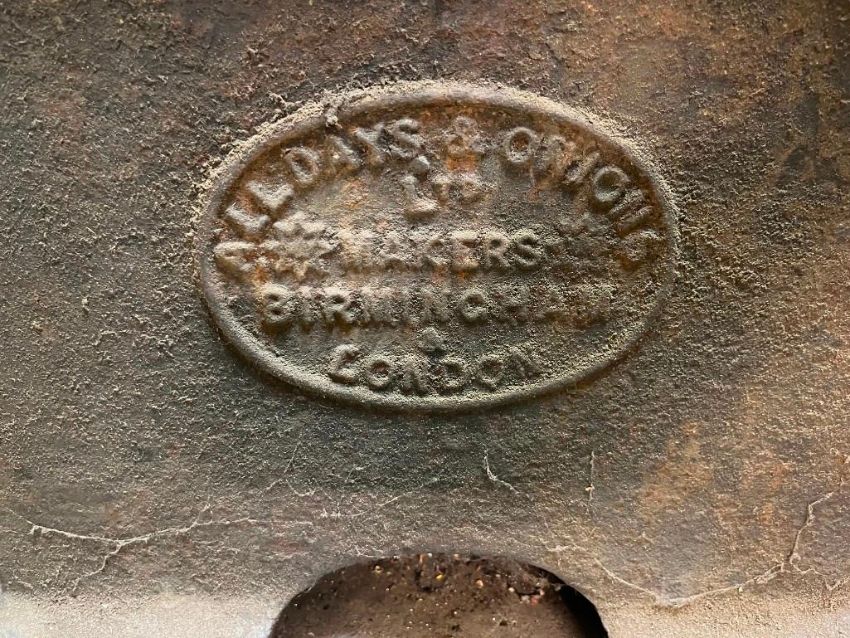 ALLDAYS & ONIONS
LTD
MAKERS
BIRMINGHAM
&
LONDON